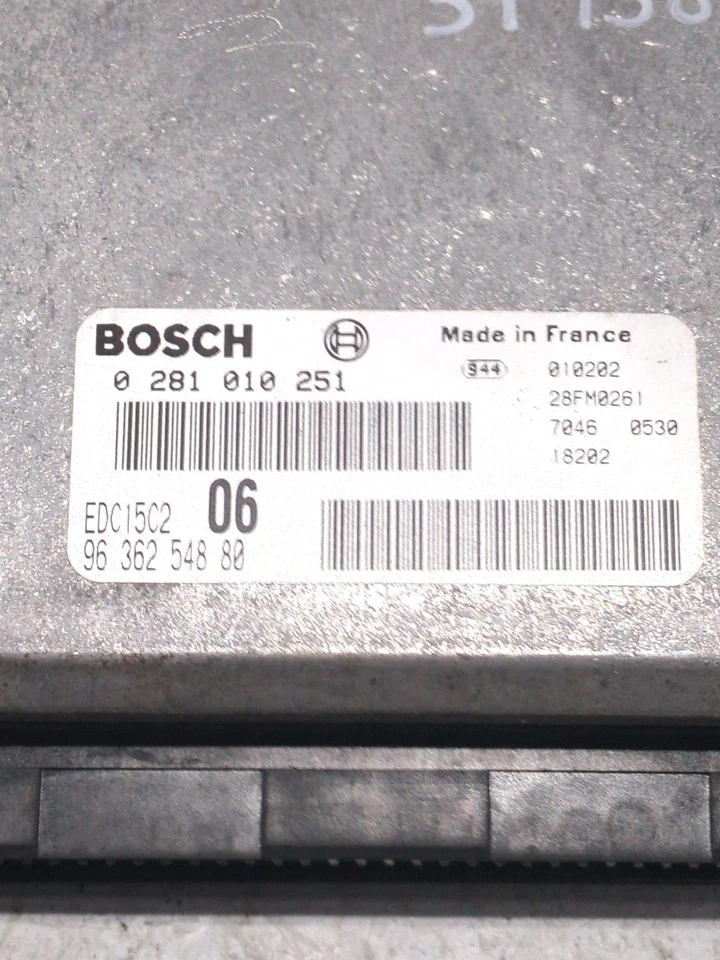 BOSCH
Made in France
0 281 010 251
944
010202
28FM0261
7046 0530
18202
EDC15C2 06
96 362 548 80